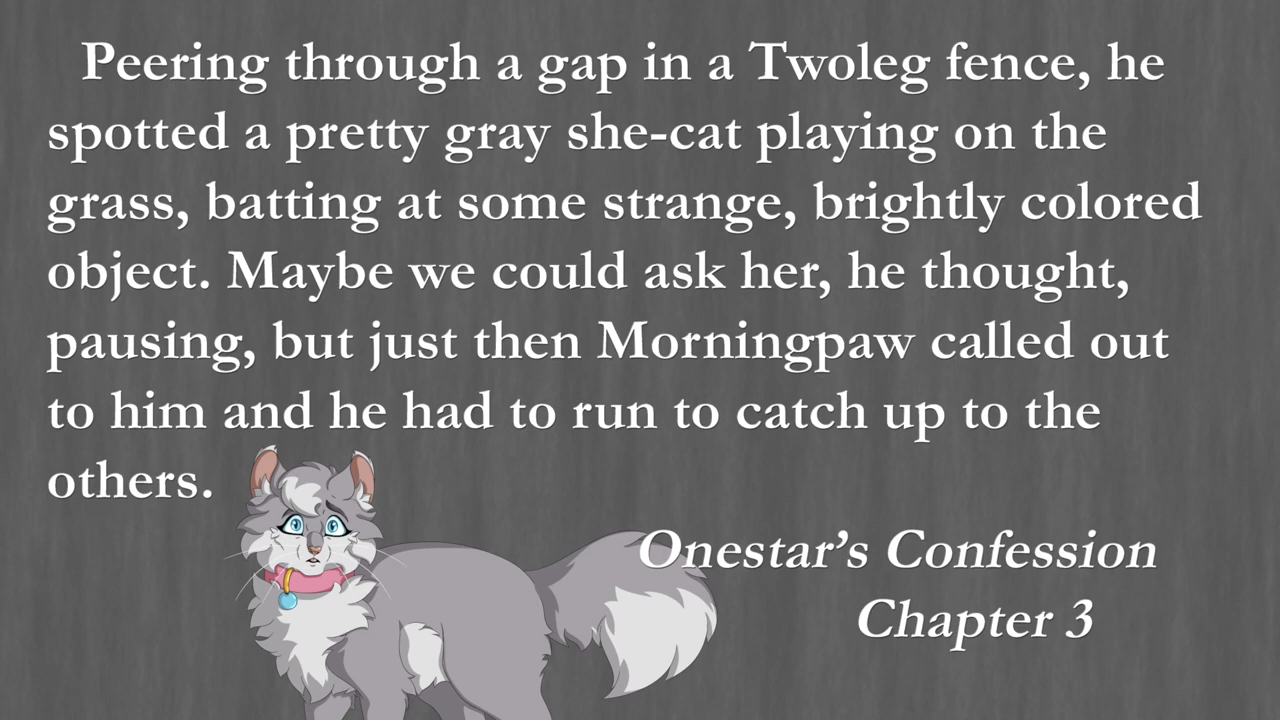 Peering through a gap in a Twoleg fence, he
spotted a pretty gray she-cat playing on the
grass, batting at some strange, brightly colored
object. Maybe we could ask her, he thought,
pausing, but just then Morningpaw called out
to him and he had to run to catch up to the
others.
Onestar’s Confession
Chapter 3